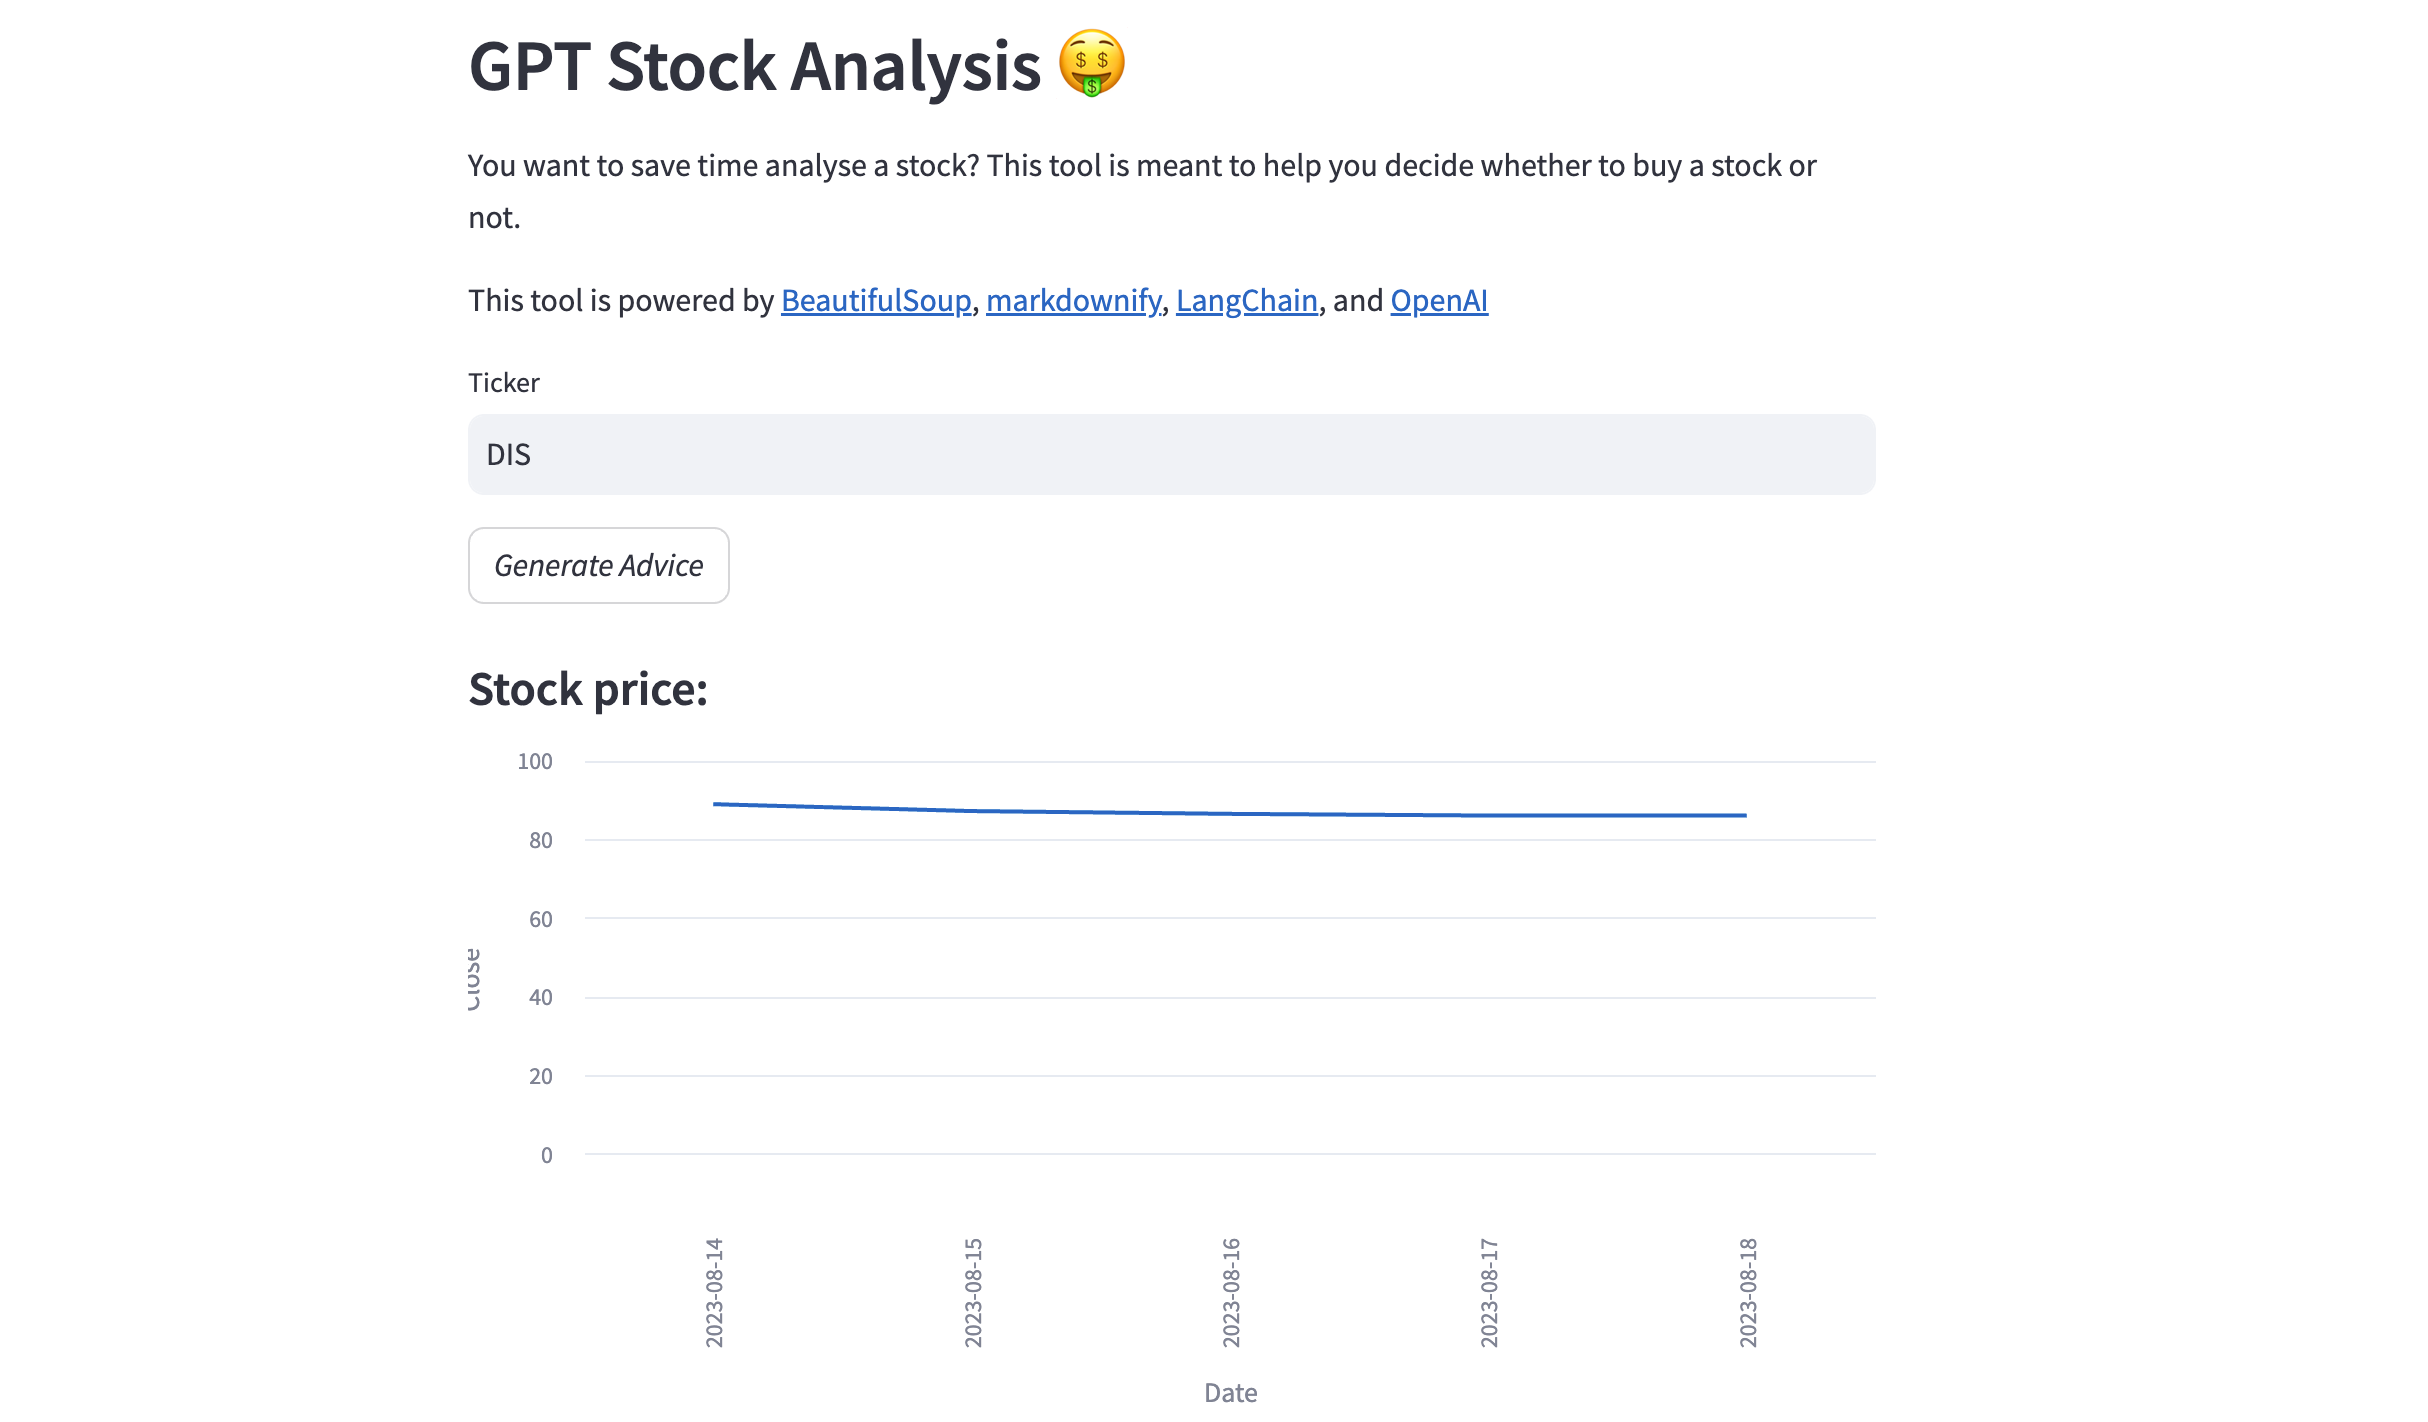 GPT Stock Analysis 🤑
You want to save time analyse a stock? This tool is meant to help you decide whether to buy a stock or
not.
This tool is powered by BeautifulSoup, markdownify, LangChain, and OpenAI
Ticker
DIS
Generate Advice
Stock price:
100
80
60
Close
40
20
0
2023-08-14
2023-08-15
2023-08-16
2023-08-17
2023-08-18
Date